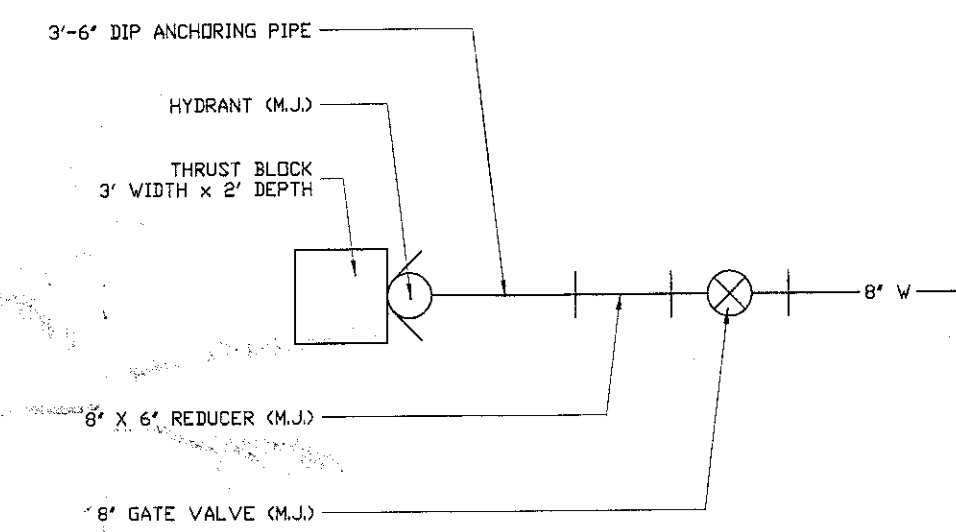 3'-6" DIP ANCHORING PIPE
HYDRANT (M.J.)
THRUST BLOCK
3' WIDTH x 2' DEPTH
8" W
8" X 6" REDUCER (M.J.)
8" GATE VALVE (M.J.)